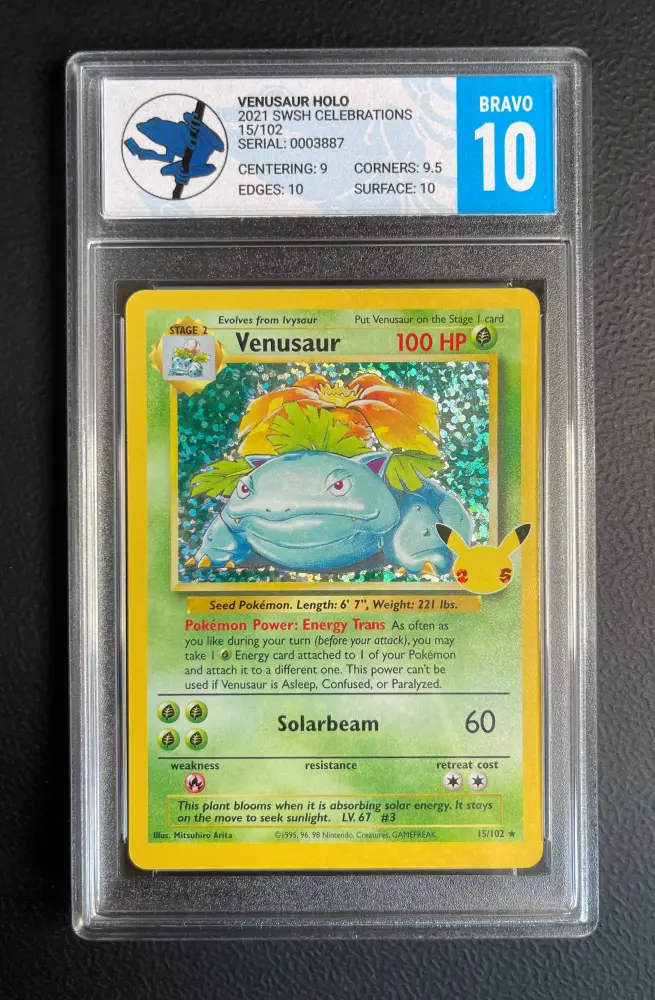 VENUSAUR HOLO
2021 SWSH CELEBRATIONS
15/102
SERIAL: 0003887
CENTERING: 9 CORNERS: 9.5
EDGES: 10 SURFACE: 10
BRAVO
10
Evolves from Ivysaur Put Venusaur on the Stage 1 card
STAGE 2
Venusaur 100 HP
25
Seed Pokémon. Length: 6' 7", Weight: 221 lbs.
Pokémon Power: Energy Trans As often as
you like during your turn (before your attack), you may
take 1 Energy card attached to 1 of your Pokémon
and attach it to a different one. This power can't be
used if Venusaur is Asleep, Confused, or Paralyzed.
Solarbeam 60
weakness resistance retreat cost
This plant blooms when it is absorbing solar energy. It stays
on the move to seek sunlight. LV. 67 #3
Illus. Mitsuhiro Arita ©1995, 96, 98 Nintendo, Creatures, GAMEFREAK. 15/102 ★